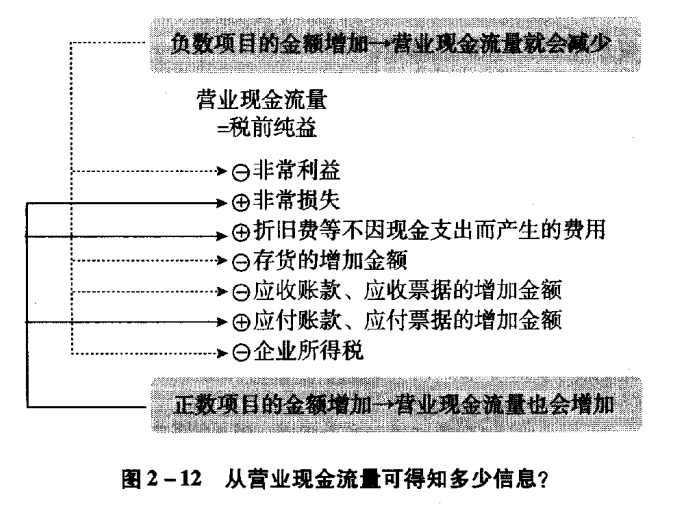 负数项目的金额增加→营业现金流量就会减少
营业现金流量
=税前纯益
⊖非常利益
⊕非常损失
⊕折旧费等不因现金支出而产生的费用
⊖存货的增加金额
⊖应收账款、应收票据的增加金额
⊕应付账款、应付票据的增加金额
⊖企业所得税
正数项目的金额增加→营业现金流量也会增加
图2-12 从营业现金流量可得知多少信息?